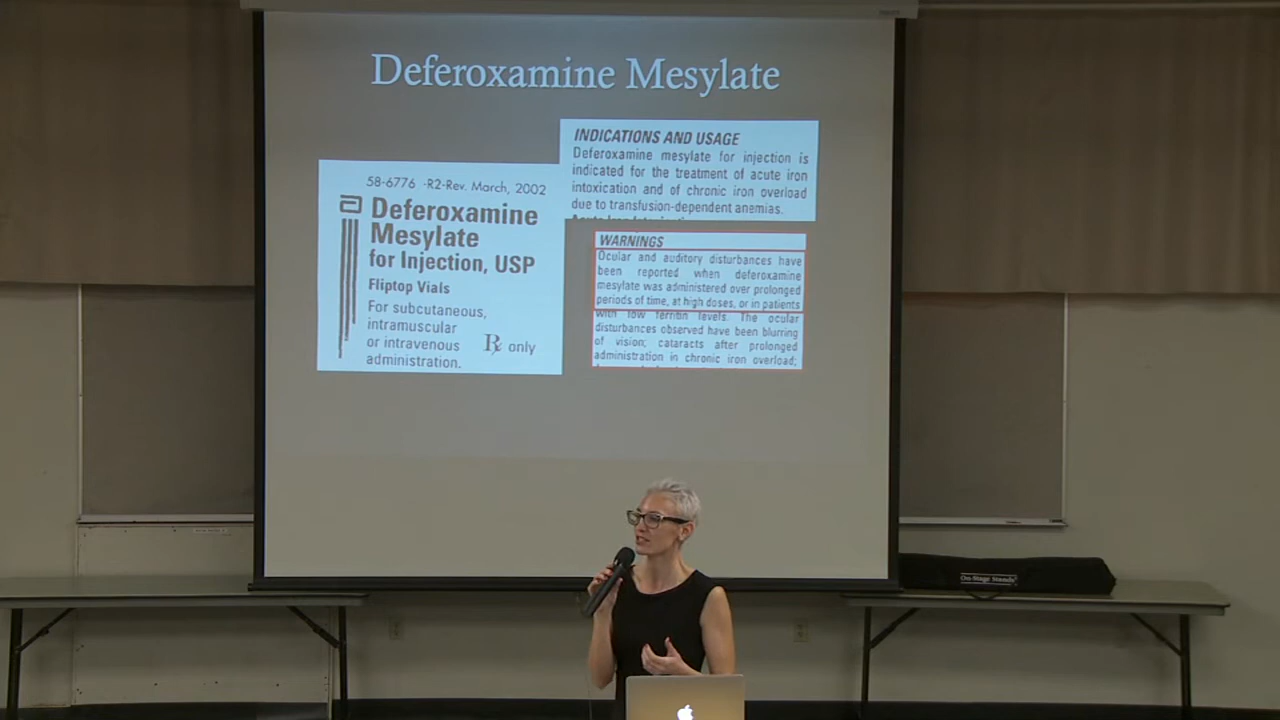 Deferoxamine Mesylate
58-6776 -R2-Rev. March, 2002
Deferoxamine
Mesylate
for Injection, USP
Fliptop Vials
For subcutaneous,
intramuscular
or intravenous
administration.
Rx only
INDICATIONS AND USAGE
Deferoxamine mesylate for injection is
indicated for the treatment of acute iron
intoxication and of chronic iron overload
due to transfusion-dependent anemias.
WARNINGS
Ocular and auditory disturbances have
been reported when deferoxamine
mesylate was administered over prolonged
periods of time, at high doses, or in patients
with low ferritin levels. The ocular
disturbances observed have been blurring
of vision; cataracts after prolonged
administration in chronic iron overload;
On-Stage Stands